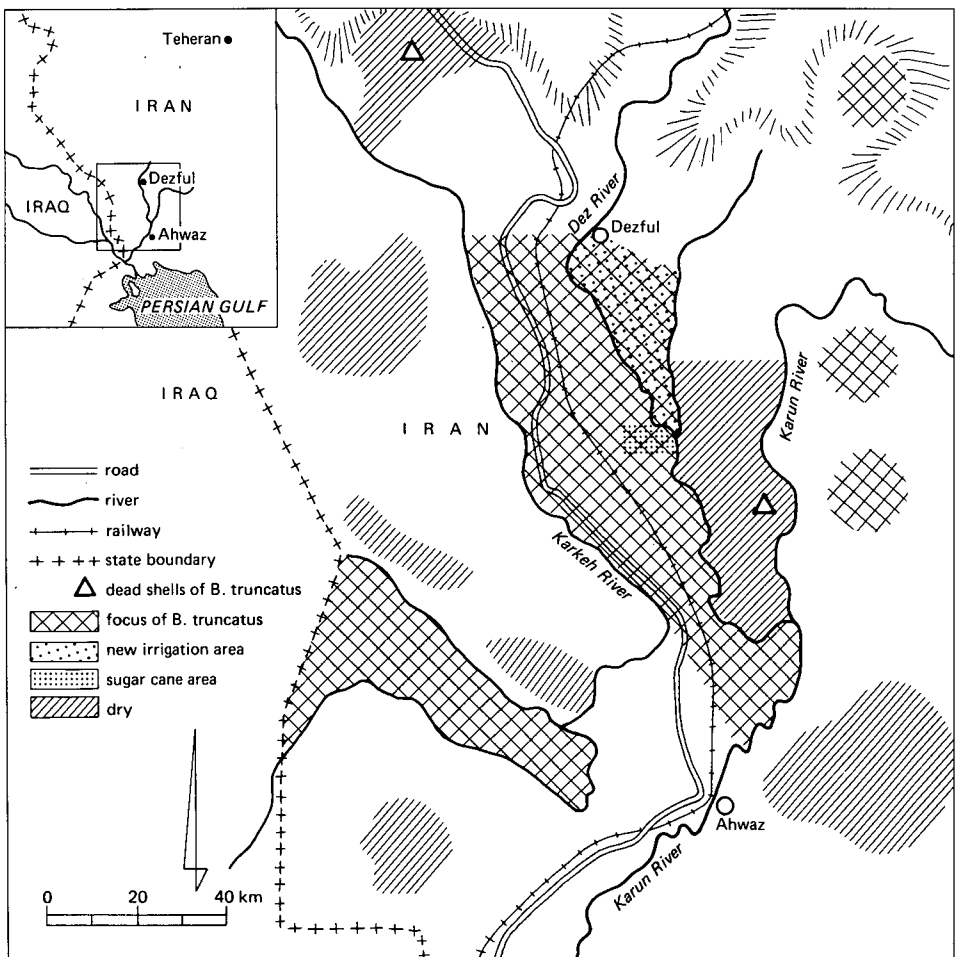 Teheran
IRAN
Dezful
IRAQ
Ahwaz
PERSIAN GULF
Dez River
Dezful
IRAQ
IRAN
Karun River
road
river
railway
state boundary
dead shells of B. truncatus
focus of B. truncatus
new irrigation area
sugar cane area
dry
Karkeh River
Ahwaz
Karun River
0 20 40 km